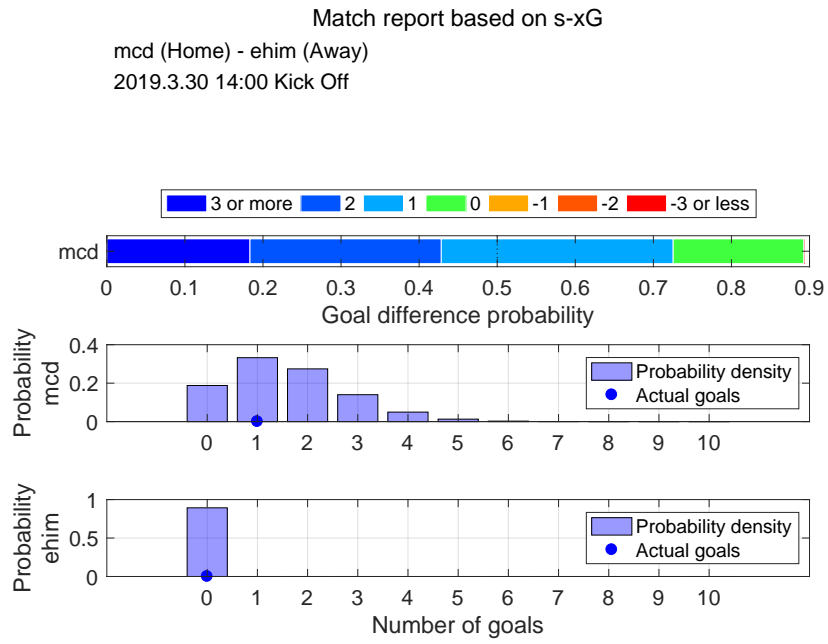 Match report based on s-xG
mcd (Home) - ehim (Away)
2019.3.30 14:00 Kick Off
3 or more 2 1 0 -1 -2 -3 or less
mcd
0 0.1 0.2 0.3 0.4 0.5 0.6 0.7 0.8 0.9
Goal difference probability
Probability
mcd
0.4
0.2
0
Probability density
Actual goals
0 1 2 3 4 5 6 7 8 9 10
Probability
ehim
1
0.5
0
Probability density
Actual goals
0 1 2 3 4 5 6 7 8 9 10
Number of goals